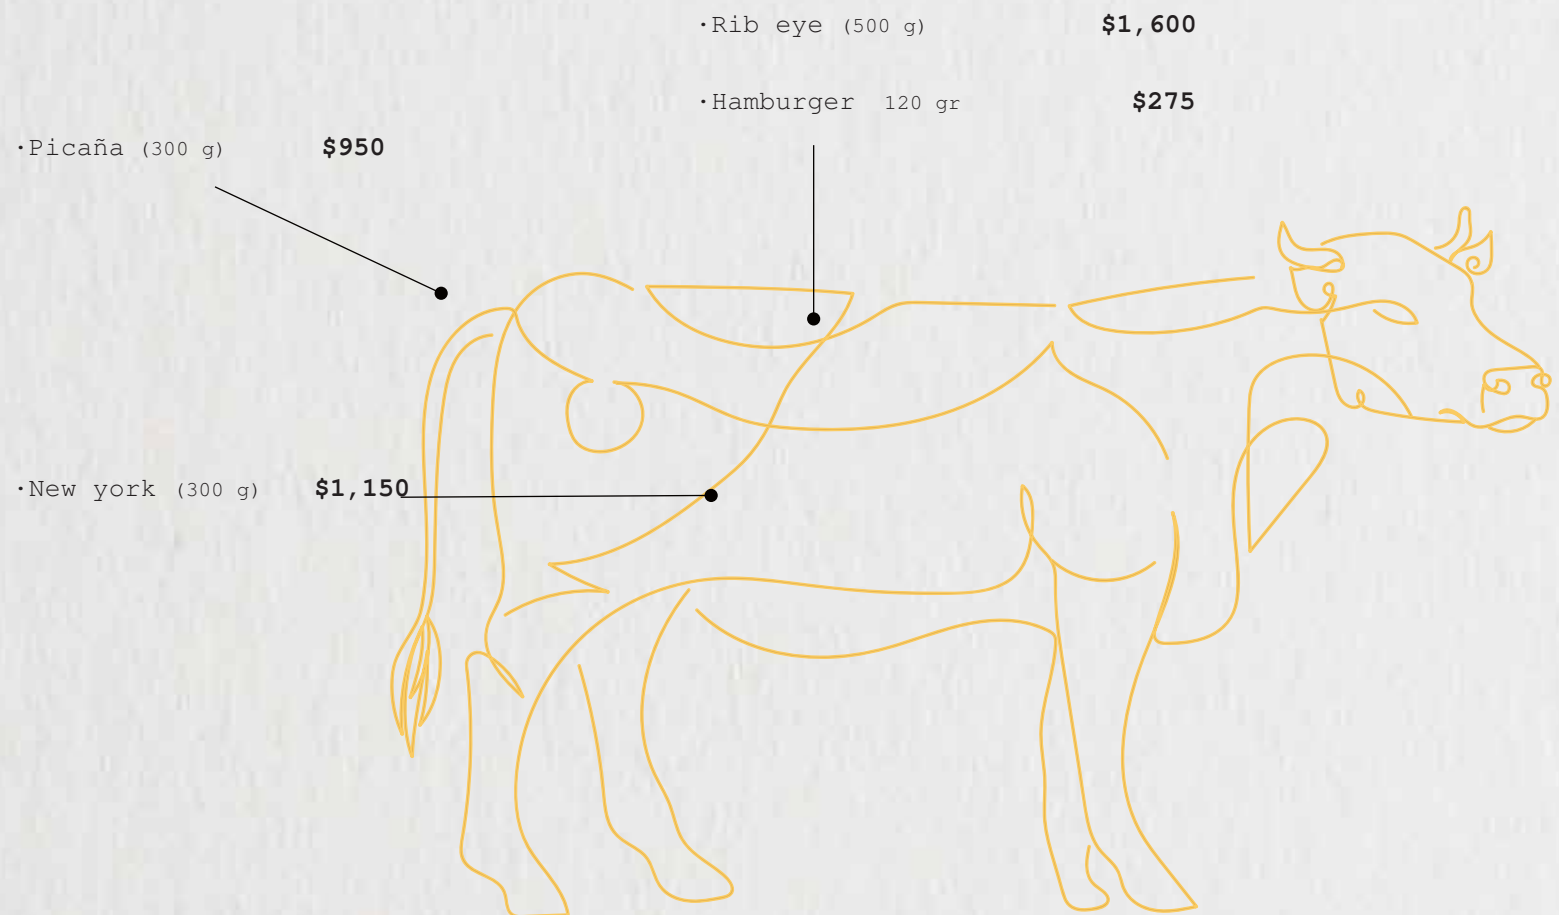 ·Rib eye (500 g) $1,600
·Hamburger 120 gr $275
·Picaña (300 g) $950
·New york (300 g) $1,150